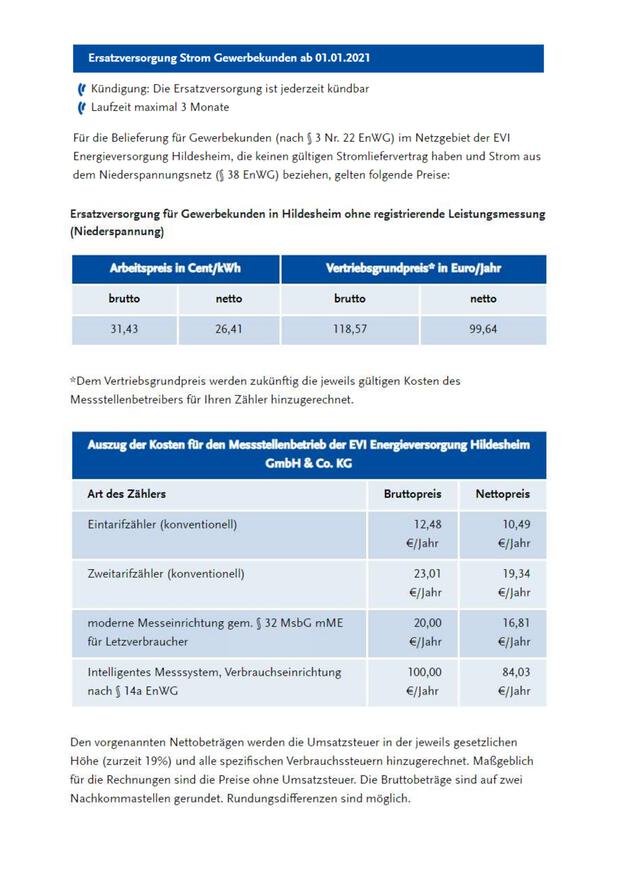 Ersatzversorgung Strom Gewerbekunden ab 01.01.2021
Kündigung: Die Ersatzversorgung ist jederzeit kündbar
Laufzeit maximal 3 Monate
Für die Belieferung für Gewerbekunden (nach § 3 Nr. 22 EnWG) im Netzgebiet der EVI
Energieversorgung Hildesheim, die keinen gültigen Stromliefervertrag haben und Strom aus
dem Niederspannungsnetz (§ 38 EnWG) beziehen, gelten folgende Preise:
Ersatzversorgung für Gewerbekunden in Hildesheim ohne registrierende Leistungsmessung
(Niederspannung)
Arbeitspreis in Cent/kWh Vertriebsgrundpreis* in Euro/Jahr
brutto netto brutto netto
31,43 26,41 118,57 99,64
*Dem Vertriebsgrundpreis werden zukünftig die jeweils gültigen Kosten des
Messstellenbetreibers für Ihren Zähler hinzugerechnet.
Auszug der Kosten für den Messstellenbetrieb der EVI Energieversorgung Hildesheim
GmbH & Co. KG
Art des Zählers Bruttopreis Nettopreis
Eintarifzähler (konventionell) 12,48 10,49
€/Jahr €/Jahr
Zweitarifzähler (konventionell) 23,01 19,34
€/Jahr €/Jahr
moderne Messeinrichtung gem. § 32 MsbG mME 20,00 16,81
für Letzverbraucher €/Jahr €/Jahr
Intelligentes Messsystem, Verbrauchseinrichtung 100,00 84,03
nach § 14a EnWG €/Jahr €/Jahr
Den vorgenannten Nettobeträgen werden die Umsatzsteuer in der jeweils gesetzlichen
Höhe (zurzeit 19%) und alle spezifischen Verbrauchssteuern hinzugerechnet. Maßgeblich
für die Rechnungen sind die Preise ohne Umsatzsteuer. Die Bruttobeträge sind auf zwei
Nachkommastellen gerundet. Rundungsdifferenzen sind möglich.